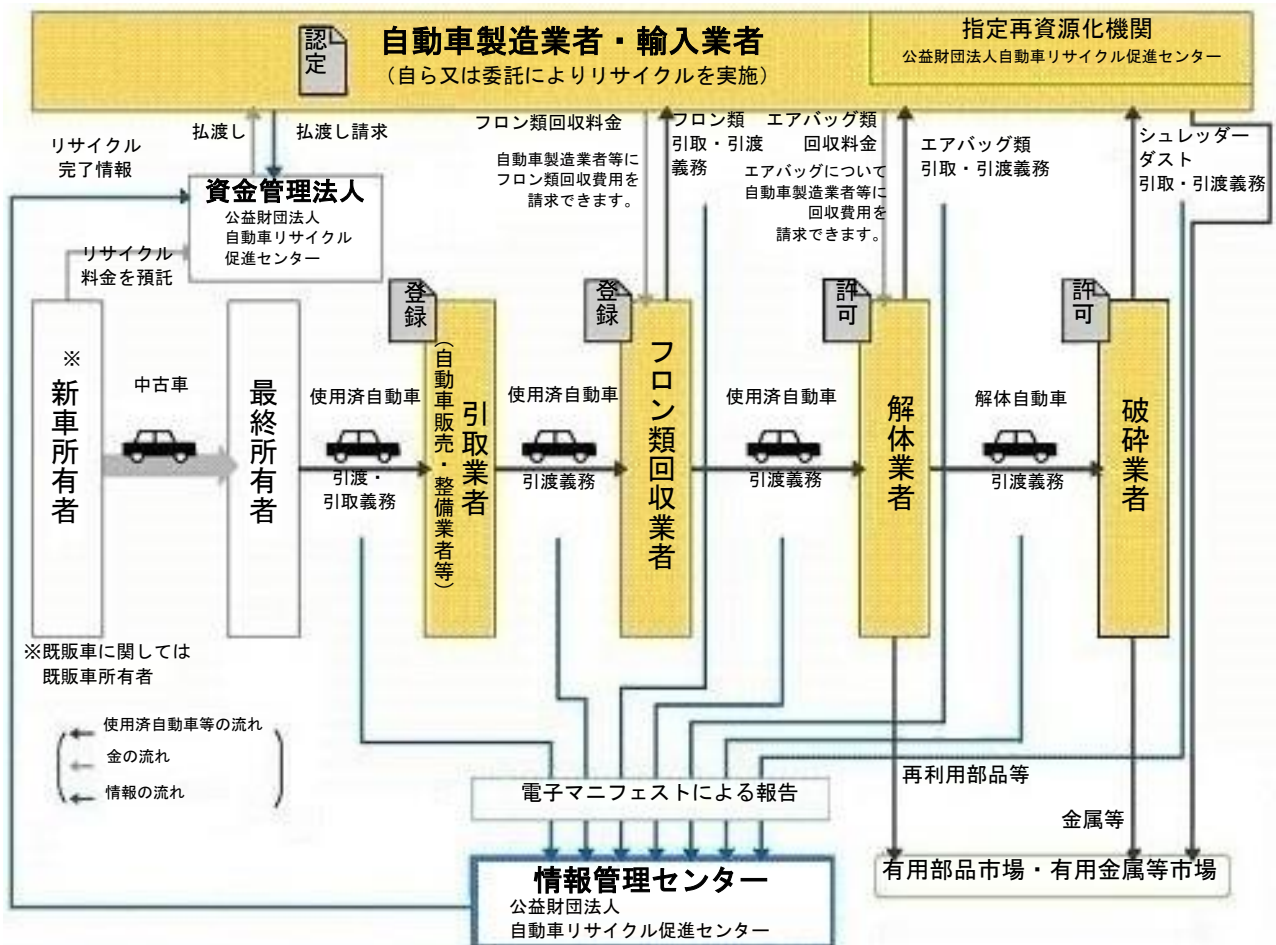 認定
自動車製造業者・輸入業者
（自ら又は委託によりリサイクルを実施）
指定再資源化機関
公益財団法人自動車リサイクル促進センター
リサイクル
完了情報
払渡し
払渡し請求
フロン類回収料金
自動車製造業者等に
フロン類回収費用を
請求できます。
フロン類
引取・引渡
義務
エアバッグ類
回収料金
エアバッグについて
自動車製造業者等に
回収費用を
請求できます。
エアバッグ類
引取・引渡義務
シュレッダー
ダスト
引取・引渡義務
資金管理法人
公益財団法人
自動車リサイクル
促進センター
リサイクル
料金を預託
※
新車所有者
中古車
最終所有者
使用済自動車
引渡・
引取義務
登録
引取業者
（自動車販売・整備業者等）
使用済自動車
引渡義務
登録
フロン類回収業者
使用済自動車
引渡義務
許可
解体業者
解体自動車
引渡義務
許可
破砕業者
※既販車に関しては
既販車所有者
使用済自動車等の流れ
金の流れ
情報の流れ
電子マニフェストによる報告
再利用部品等
金属等
情報管理センター
公益財団法人
自動車リサイクル促進センター
有用部品市場・有用金属等市場